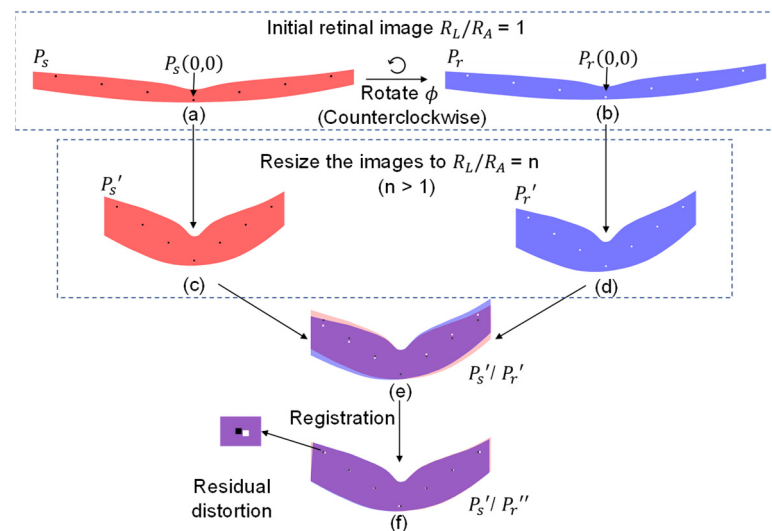 Initial retinal image R_L/R_A = 1
P_s
P_s(0,0)
P_r
P_r(0,0)
Rotate ϕ
(Counterclockwise)
(a)
(b)
Resize the images to R_L/R_A = n
(n > 1)
P_s′
P_r′
(c)
(d)
P_s′/ P_r′
(e)
Registration
Residual
distortion
P_s′/ P_r′′
(f)